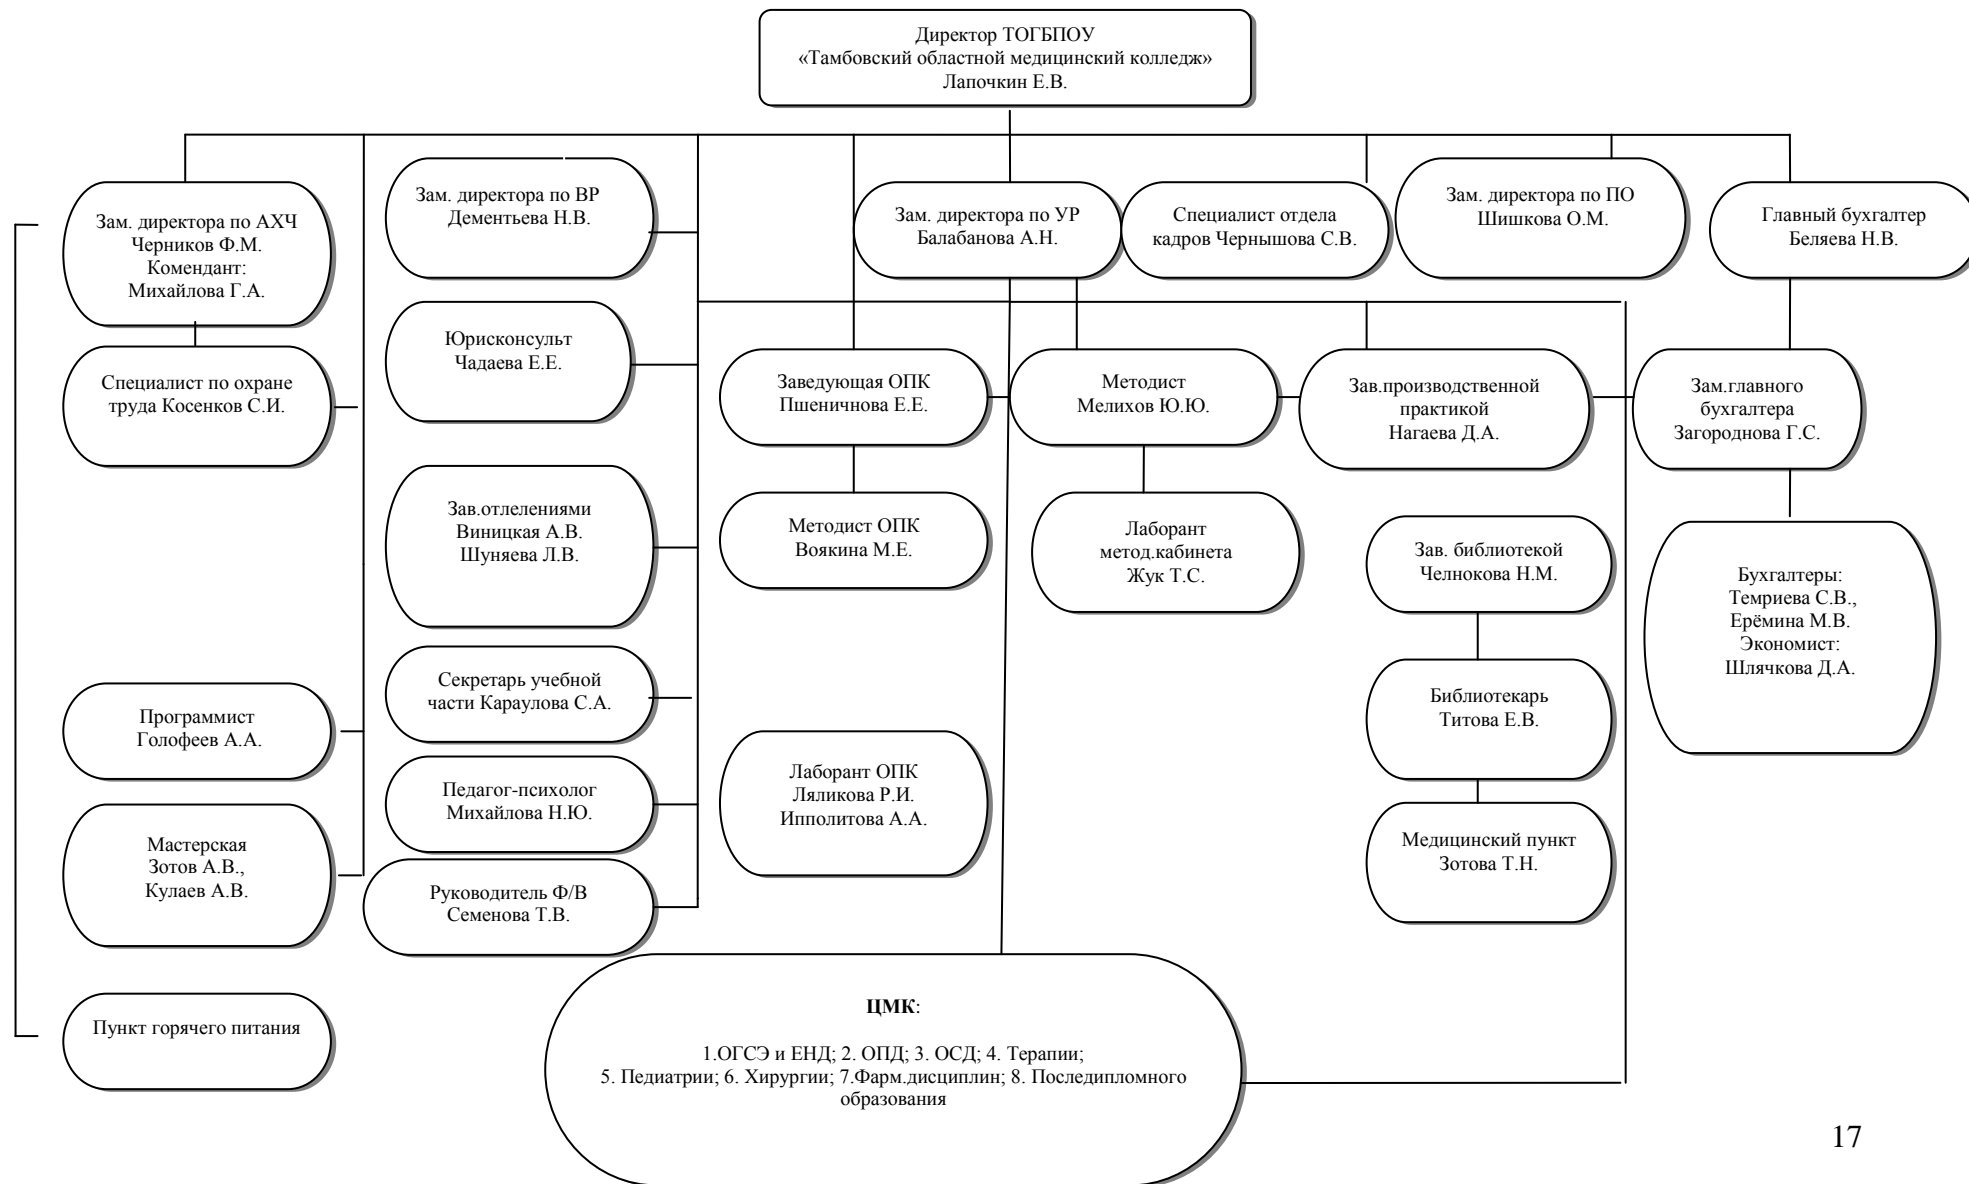 Директор ТОГБПОУ
«Тамбовский областной медицинский колледж»
Лапочкин Е.В.
Зам. директора по АХЧ
Черников Ф.М.
Комендант:
Михайлова Г.А.
Зам. директора по ВР
Дементьева Н.В.
Зам. директора по УР
Балабанова А.Н.
Специалист отдела
кадров Чернышова С.В.
Зам. директора по ПО
Шишкова О.М.
Главный бухгалтер
Беляева Н.В.
Специалист по охране
труда Косенков С.И.
Юрисконсульт
Чадаева Е.Е.
Заведующая ОПК
Пшеничнова Е.Е.
Методист
Мелихов Ю.Ю.
Зав.производственной
практикой
Нагаева Д.А.
Зам.главного
бухгалтера
Загороднова Г.С.
Зав.отлелениями
Виницкая А.В.
Шуняева Л.В.
Методист ОПК
Воякина М.Е.
Лаборант
метод.кабинета
Жук Т.С.
Зав. библиотекой
Челнокова Н.М.
Бухгалтеры:
Темриева С.В.,
Ерёмина М.В.
Экономист:
Шлячкова Д.А.
Программист
Голофеев А.А.
Секретарь учебной
части Караулова С.А.
Библиотекарь
Титова Е.В.
Педагог-психолог
Михайлова Н.Ю.
Лаборант ОПК
Ляликова Р.И.
Ипполитова А.А.
Мастерская
Зотов А.В.,
Кулаев А.В.
Медицинский пункт
Зотова Т.Н.
Руководитель Ф/В
Семенова Т.В.
Пункт горячего питания
ЦМК:
1.ОГСЭ и ЕНД; 2. ОПД; 3. ОСД; 4. Терапии;
5. Педиатрии; 6. Хирургии; 7.Фарм.дисциплин; 8. Последипломного
образования
17